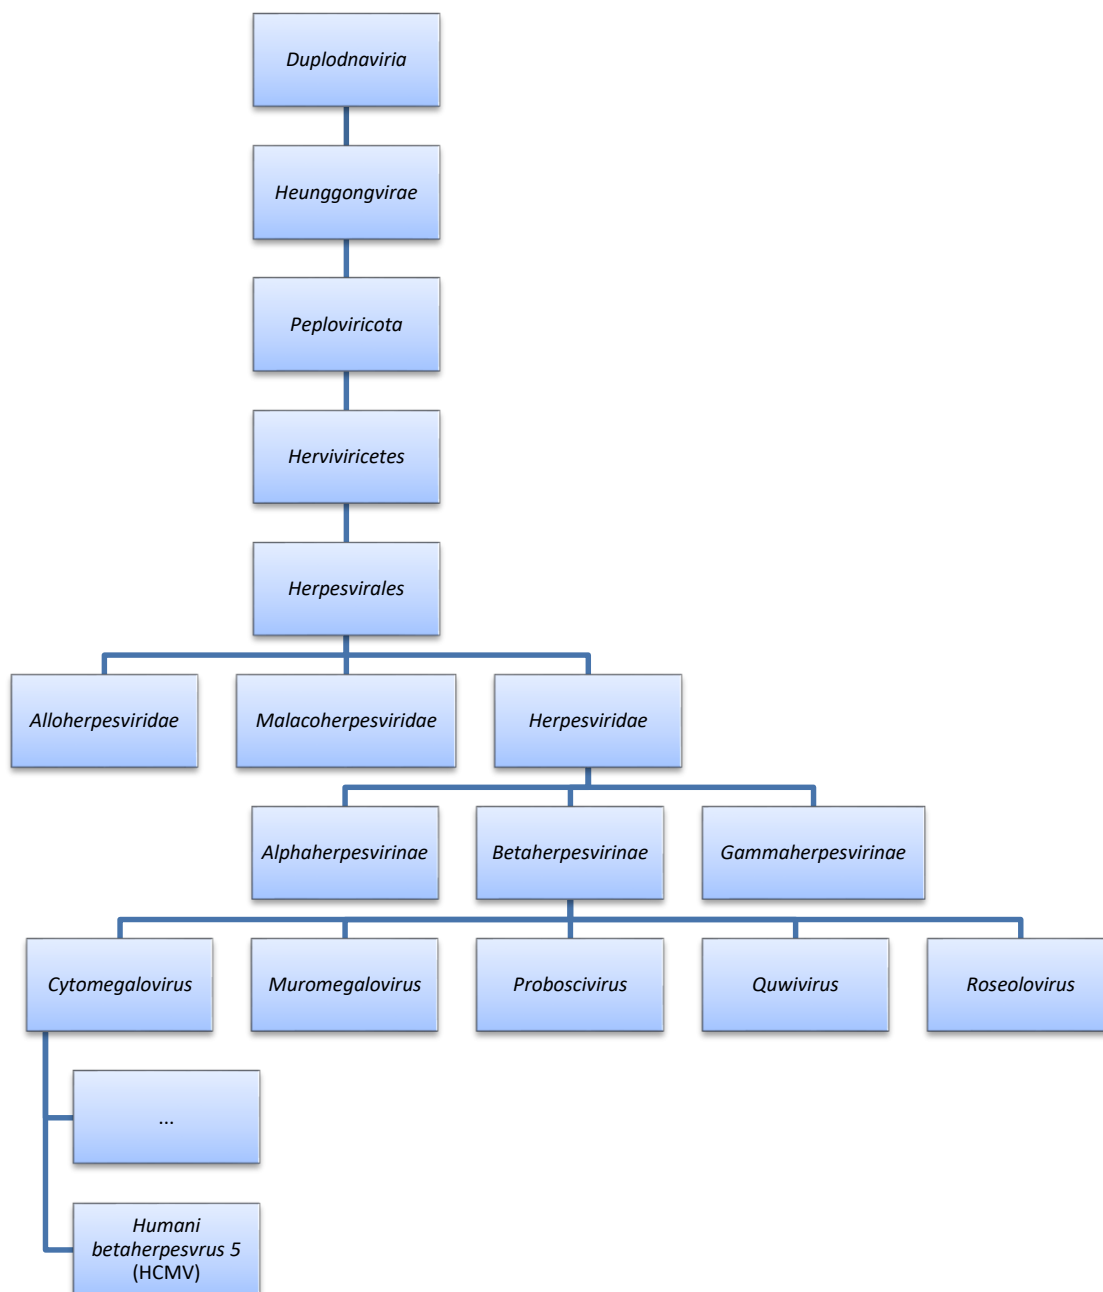 Duplodnaviria
Heunggongvirae
Peploviricota
Herviviricetes
Herpesvirales
Alloherpesviridae
Malacoherpesviridae
Herpesviridae
Alphaherpesvirinae
Betaherpesvirinae
Gammaherpesvirinae
Cytomegalovirus
Muromegalovirus
Proboscivirus
Quwivirus
Roseolovirus
...
Humani
betaherpesvrus 5
(HCMV)